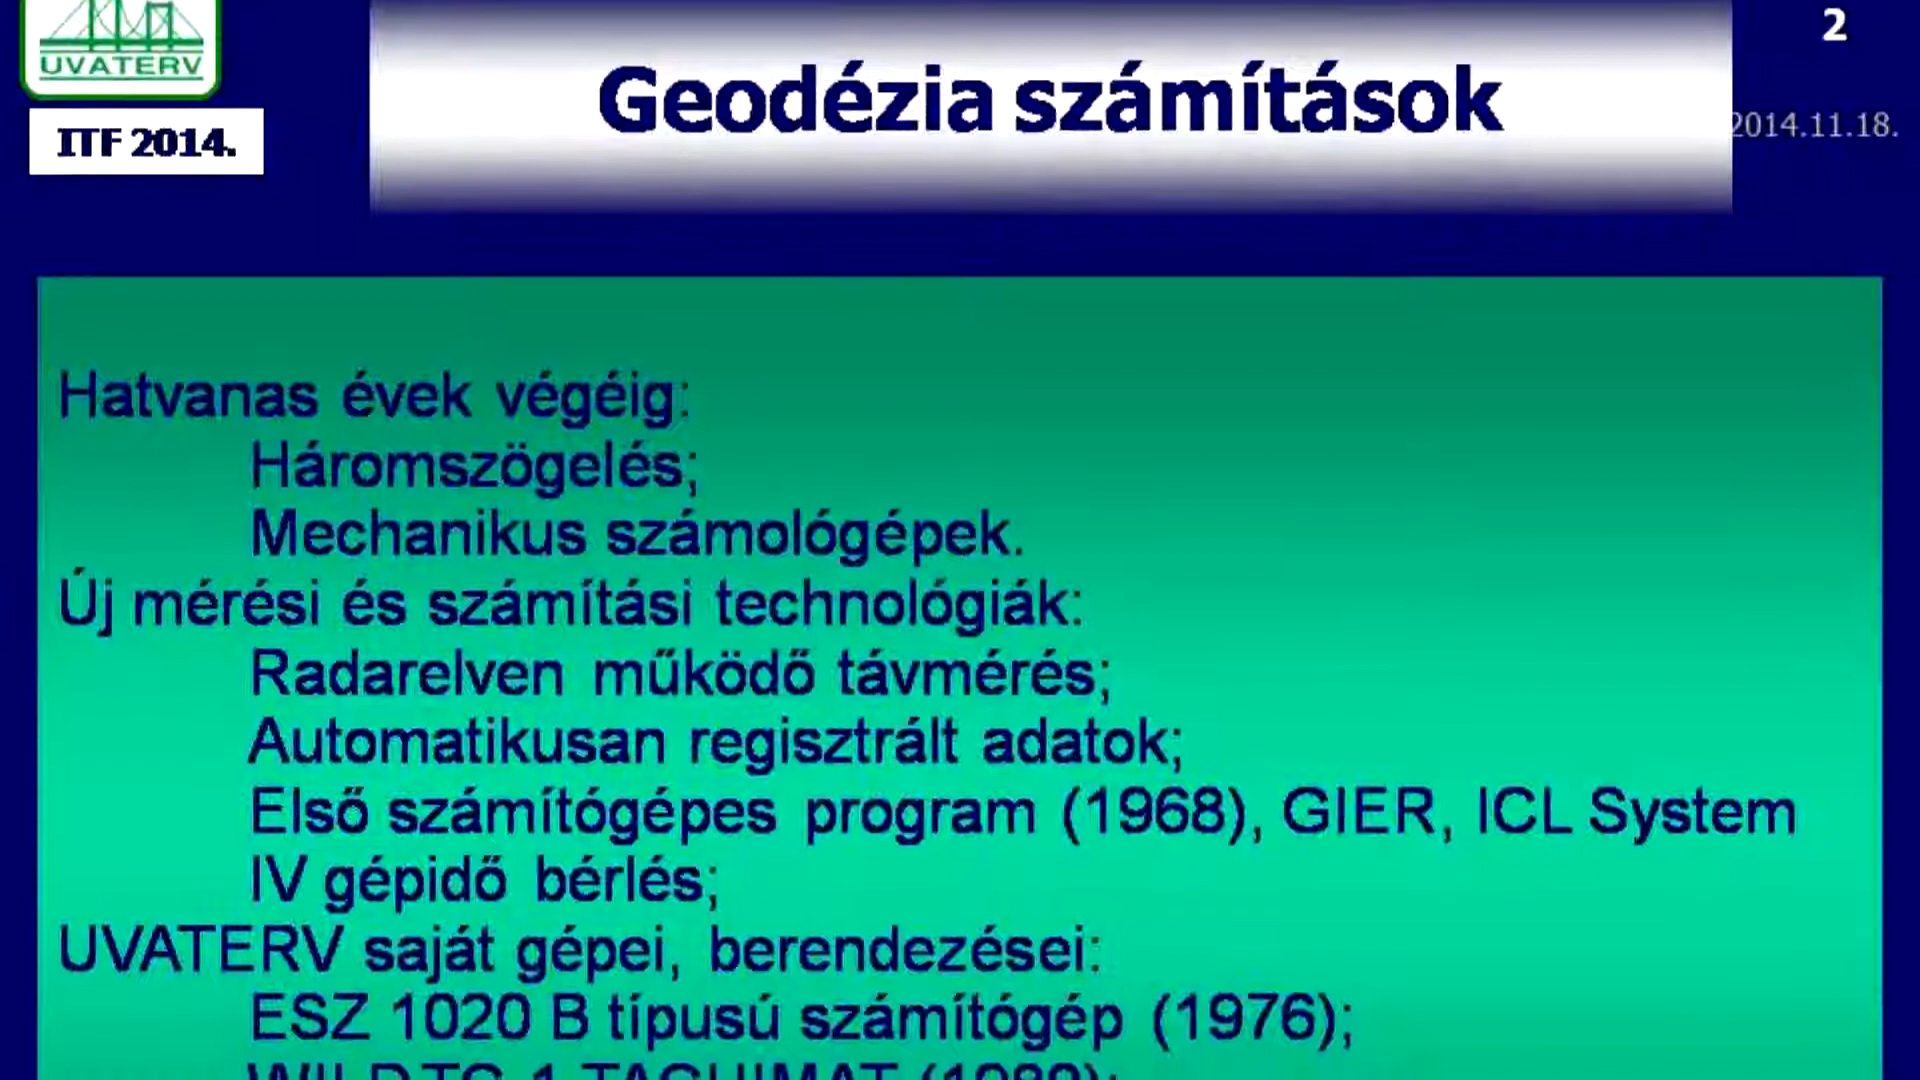 UVATERV
2
Geodézia számítások
ITF 2014.
2014.11.18.
Hatvanas évek végéig:
Háromszögelés;
Mechanikus számológépek.
Új mérési és számítási technológiák:
Radarelven működő távmérés;
Automatikusan regisztrált adatok;
Első számítógépes program (1968), GIER, ICL System
IV gépidő bérlés;
UVATERV saját gépei, berendezései:
ESZ 1020 B típusú számítógép (1976);